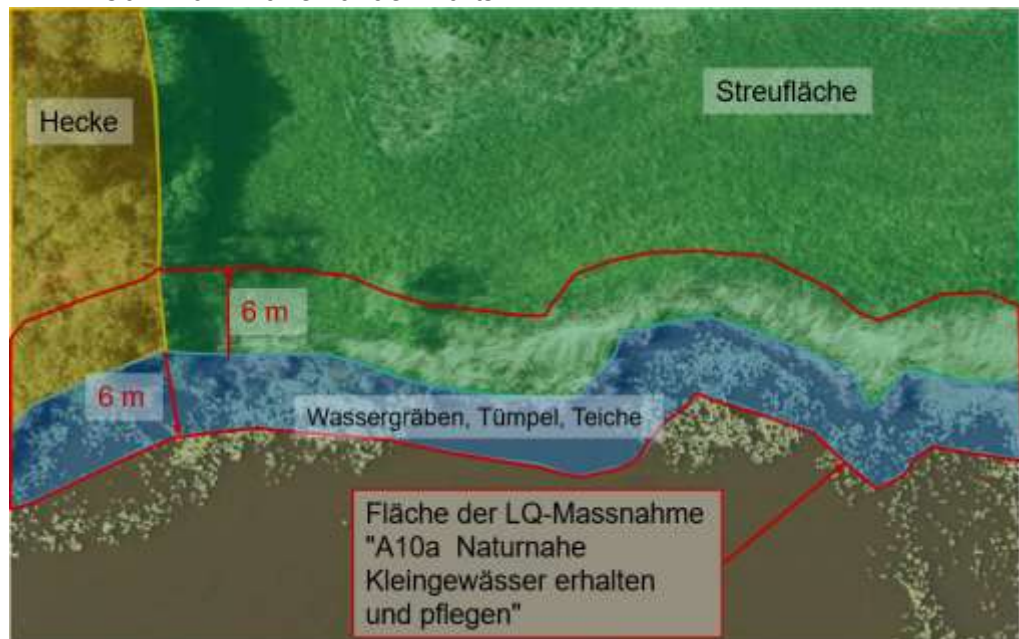 Streufläche
Hecke
6 m
6 m
Wassergräben, Tümpel, Teiche
Fläche der LQ-Massnahme
"A10a Naturnahe
Kleingewässer erhalten
und pflegen"